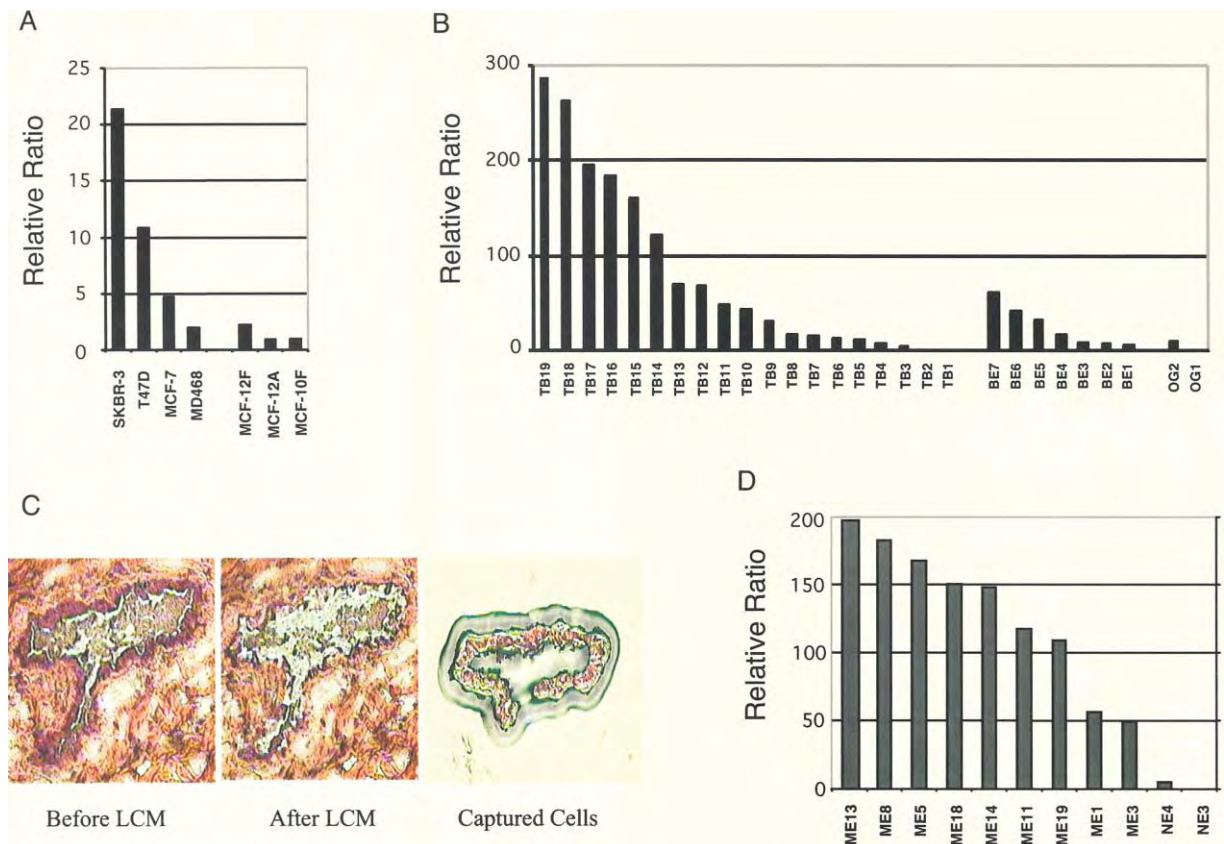 A
Relative Ratio
25
20
15
10
5
0
SKBR-3
T47D
MCF-7
MD468
MCF-12F
MCF-12A
MCF-10F
B
Relative Ratio
300
200
100
0
TB19
TB18
TB17
TB16
TB15
TB14
TB13
TB12
TB11
TB10
TB9
TB8
TB7
TB6
TB5
TB4
TB3
TB2
TB1
BE7
BE6
BE5
BE4
BE3
BE2
BE1
OG2
OG1
C
Before LCM
After LCM
Captured Cells
D
Relative Ratio
200
150
100
50
0
ME13
ME8
ME5
ME18
ME14
ME11
ME19
ME1
ME3
NE4
NE3